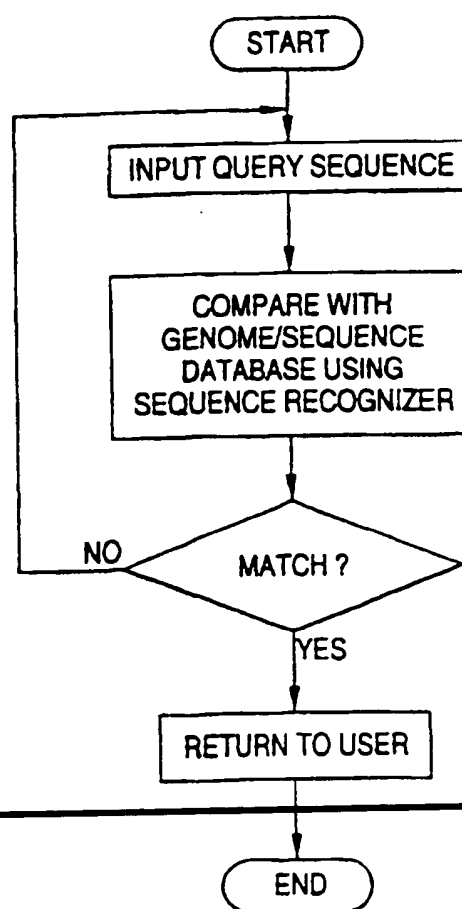 START
INPUT QUERY SEQUENCE
COMPARE WITH
GENOME/SEQUENCE
DATABASE USING
SEQUENCE RECOGNIZER
NO
MATCH ?
YES
RETURN TO USER
END